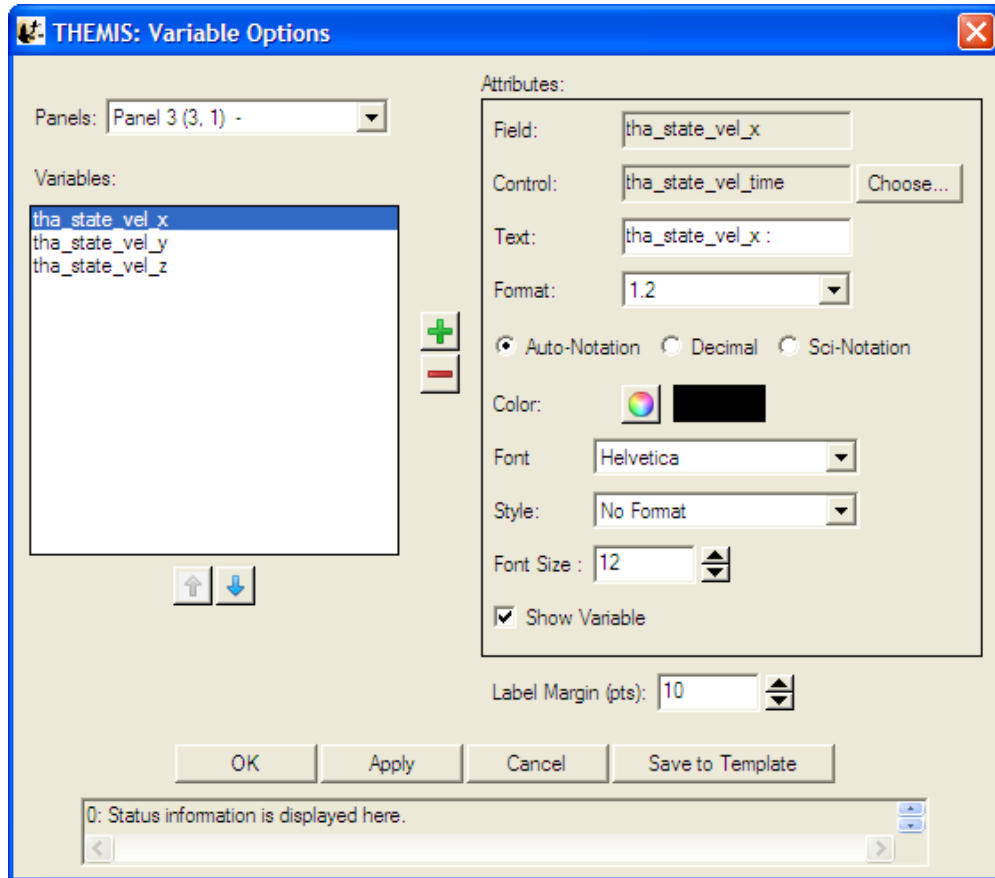 THEMIS: Variable Options
Panels: Panel 3 (3, 1)  -
Variables:
tha_state_vel_x
tha_state_vel_y
tha_state_vel_z
Attributes:
Field: tha_state_vel_x
Control: tha_state_vel_time Choose...
Text: tha_state_vel_x :
Format: 1.2
Auto-Notation Decimal Sci-Notation
Color:
Font Helvetica
Style: No Format
Font Size : 12
Show Variable
Label Margin (pts): 10
OK Apply Cancel Save to Template
0: Status information is displayed here.